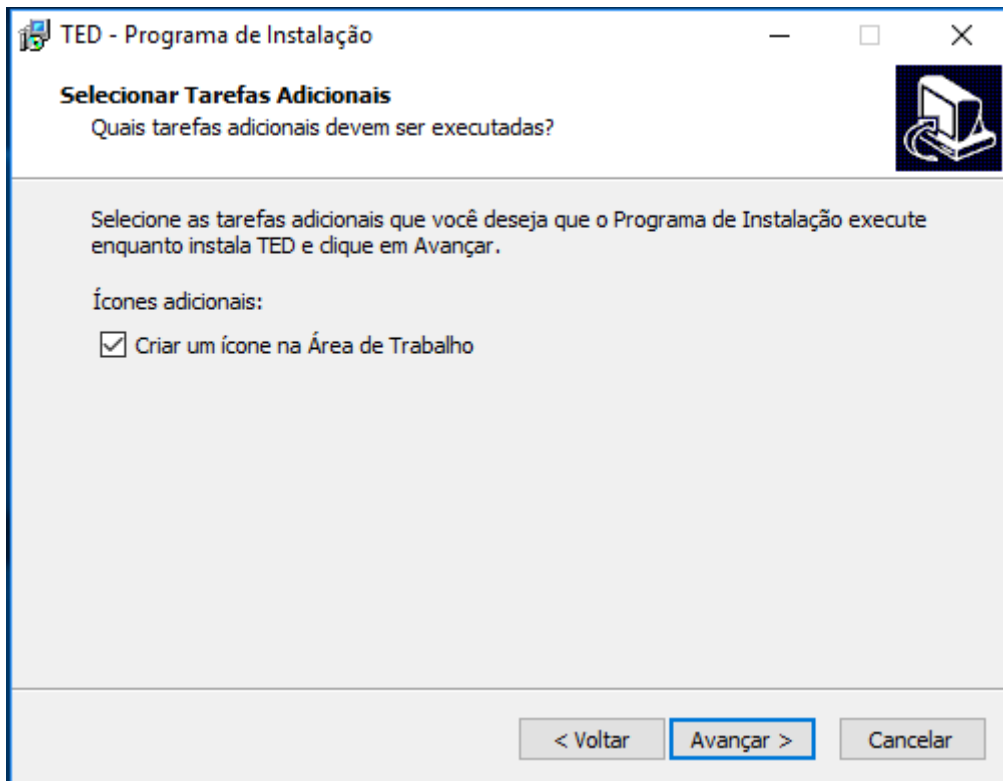 TED - Programa de Instalação
Selecionar Tarefas Adicionais
Quais tarefas adicionais devem ser executadas?
Selecione as tarefas adicionais que você deseja que o Programa de Instalação execute
enquanto instala TED e clique em Avançar.
Ícones adicionais:
Criar um ícone na Área de Trabalho
< Voltar
Avançar >
Cancelar